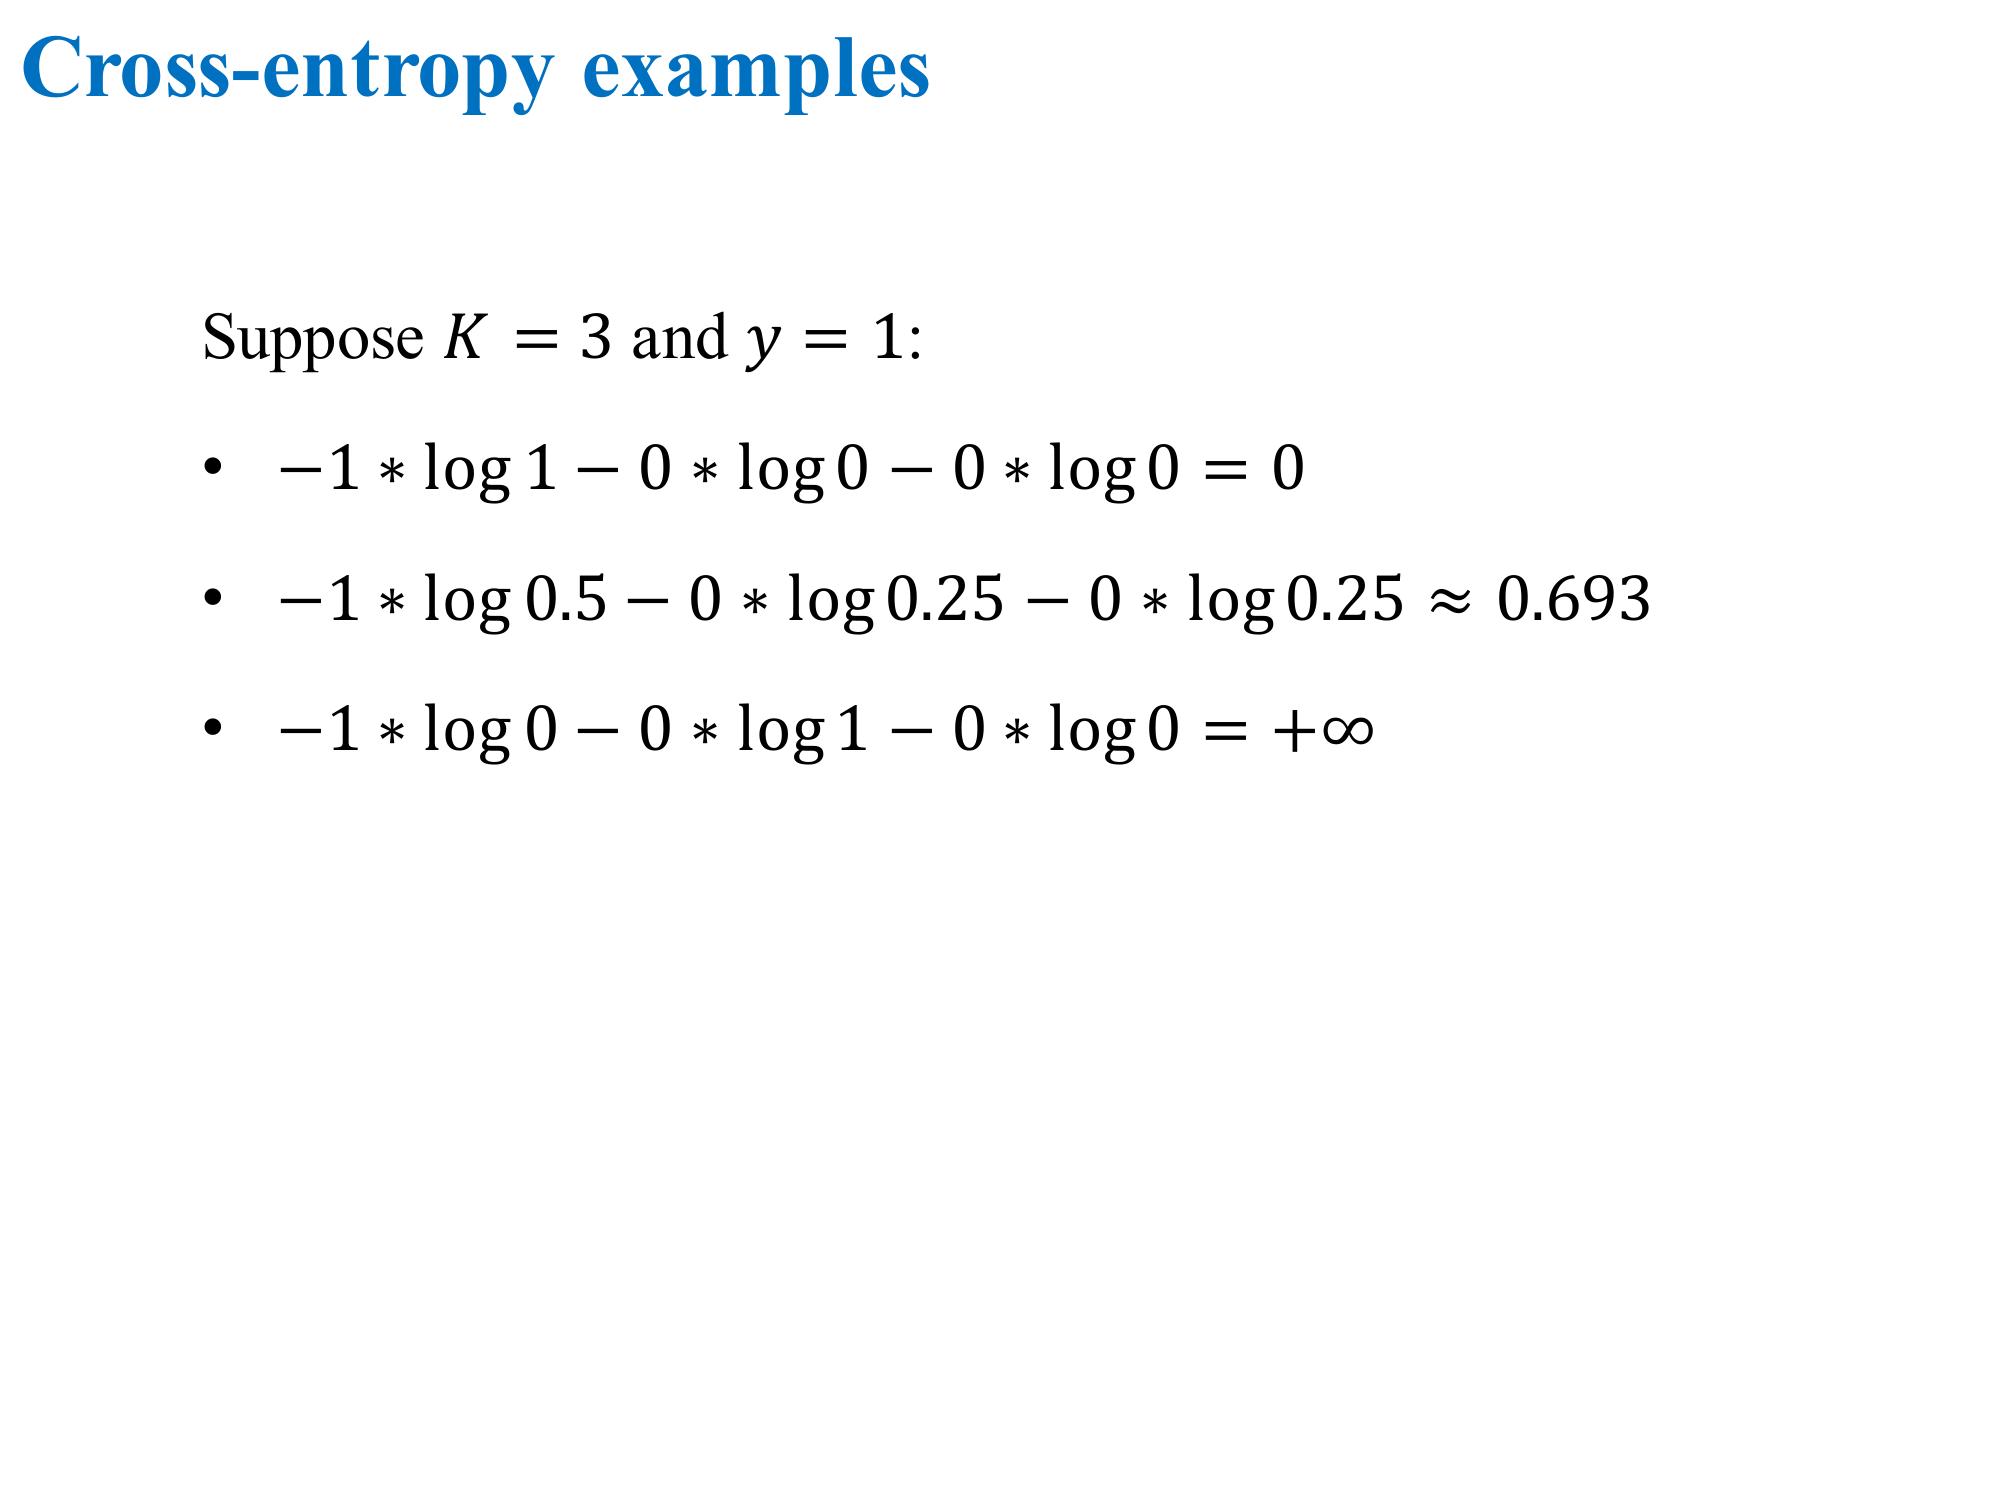 Cross-entropy examples
Suppose K = 3 and y = 1:
• −1 ∗ log 1 − 0 ∗ log 0 − 0 ∗ log 0 = 0
• −1 ∗ log 0.5 − 0 ∗ log 0.25 − 0 ∗ log 0.25 ≈ 0.693
• −1 ∗ log 0 − 0 ∗ log 1 − 0 ∗ log 0 = +∞